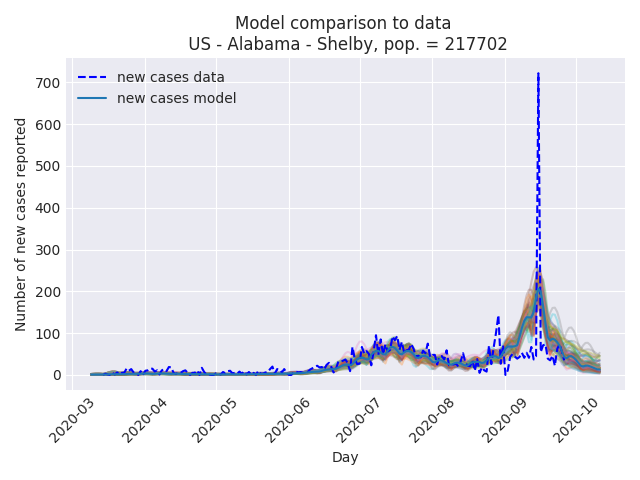 Model comparison to data
US - Alabama - Shelby, pop. = 217702
new cases data
new cases model
Number of new cases reported
700
600
500
400
300
200
100
0
2020-03
2020-04
2020-05
2020-06
2020-07
2020-08
2020-09
2020-10
Day